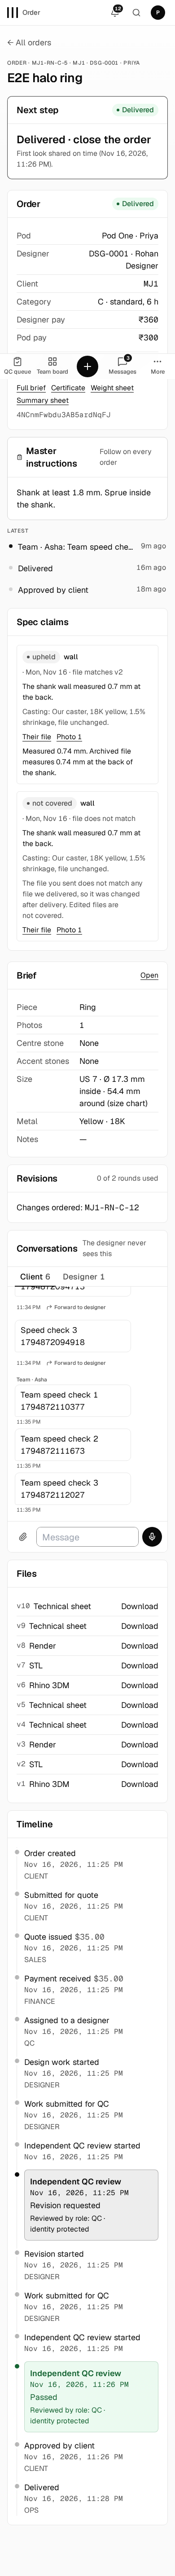 Order
12
P
← All orders
ORDER · MJ1-RN-C-5 · MJ1 · DSG-0001 · PRIYA
E2E halo ring
Next step
Delivered
Delivered · close the order
First look shared on time (Nov 16, 2026,
11:26 PM).
Order
Delivered
Pod
Pod One · Priya
Designer
DSG-0001 · Rohan
Designer
Client
MJ1
Category
C · standard, 6 h
Designer pay
₹360
Pod pay
₹300
QC queue
Team board
3
Messages
More
Full brief
Certificate
Weight sheet
Summary sheet
Master
instructions
Follow on every
order
Shank at least 1.8 mm. Sprue inside
the shank.
LATEST
Team · Asha: Team speed che...
9m ago
Delivered
16m ago
Approved by client
18m ago
Spec claims
upheld
wall
· Mon, Nov 16 · file matches v2
The shank wall measured 0.7 mm at
the back.
Casting: Our caster, 18K yellow, 1.5%
shrinkage, file unchanged.
Their file
Photo 1
Measured 0.74 mm. Archived file
measures 0.74 mm at the back of
the shank.
not covered
wall
· Mon, Nov 16 · file does not match
The shank wall measured 0.7 mm at
the back.
Casting: Our caster, 18K yellow, 1.5%
shrinkage, file unchanged.
The file you sent does not match any
file we delivered, so it was changed
after delivery. Edited files are
not covered.
Their file
Photo 1
Brief
Open
Piece
Ring
Photos
1
Centre stone
None
Accent stones
None
Size
US 7 · Ø 17.3 mm
inside · 54.4 mm
around (size chart)
Metal
Yellow · 18K
Notes
—
Revisions
0 of 2 rounds used
Changes ordered: MJ1-RN-C-12
Conversations
The designer never
sees this
Client 6
Designer 1
1794872094713
11:34 PM
Forward to designer
Speed check 3
1794872094918
11:34 PM
Forward to designer
Team · Asha
Team speed check 1
1794872110377
11:35 PM
Team speed check 2
1794872111673
11:35 PM
Team speed check 3
1794872112027
11:35 PM
Message
Files
v10 Technical sheet
Download
v9 Technical sheet
Download
v8 Render
Download
v7 STL
Download
v6 Rhino 3DM
Download
v5 Technical sheet
Download
v4 Technical sheet
Download
v3 Render
Download
v2 STL
Download
v1 Rhino 3DM
Download
Timeline
Order created
Nov 16, 2026, 11:25 PM
CLIENT
Submitted for quote
Nov 16, 2026, 11:25 PM
CLIENT
Quote issued $35.00
Nov 16, 2026, 11:25 PM
SALES
Payment received $35.00
Nov 16, 2026, 11:25 PM
FINANCE
Assigned to a designer
Nov 16, 2026, 11:25 PM
QC
Design work started
Nov 16, 2026, 11:25 PM
DESIGNER
Work submitted for QC
Nov 16, 2026, 11:25 PM
DESIGNER
Independent QC review started
Nov 16, 2026, 11:25 PM
Independent QC review
Nov 16, 2026, 11:25 PM
Revision requested
Reviewed by role: QC ·
identity protected
Revision started
Nov 16, 2026, 11:25 PM
DESIGNER
Work submitted for QC
Nov 16, 2026, 11:25 PM
DESIGNER
Independent QC review started
Nov 16, 2026, 11:25 PM
Independent QC review
Nov 16, 2026, 11:26 PM
Passed
Reviewed by role: QC ·
identity protected
Approved by client
Nov 16, 2026, 11:26 PM
CLIENT
Delivered
Nov 16, 2026, 11:28 PM
OPS